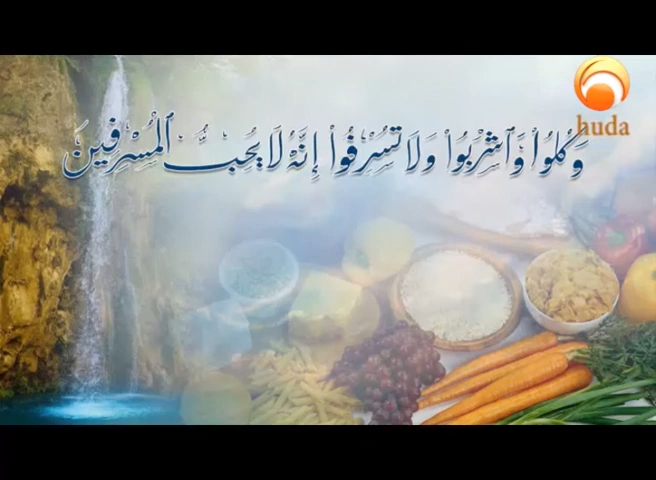 وَكُلُوا۟ وَٱشْرَبُوا۟ وَلَا تُسْرِفُوٓا۟ إِنَّهُۥ لَا يُحِبُّ ٱلْمُسْرِفِينَ
huda